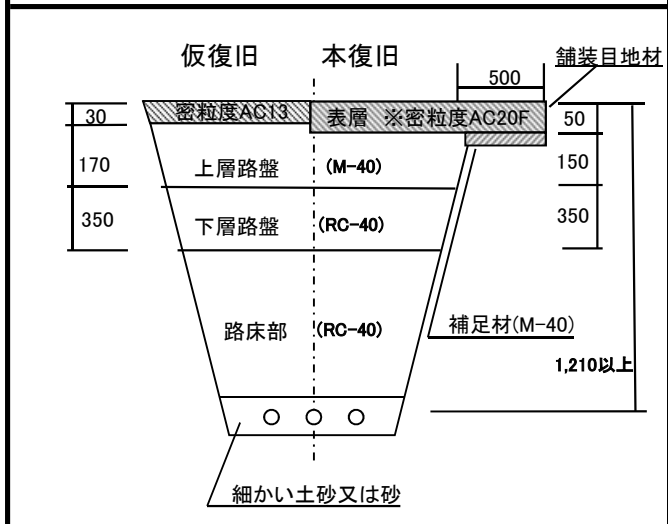 仮復旧 本復旧
舗装目地材
500
30 密粒度AC13 表層 ※密粒度AC20F 50
170 上層路盤 (M-40) 150
350 下層路盤 (RC-40) 350
路床部 (RC-40) 補足材(M-40)
1,210以上
細かい土砂又は砂